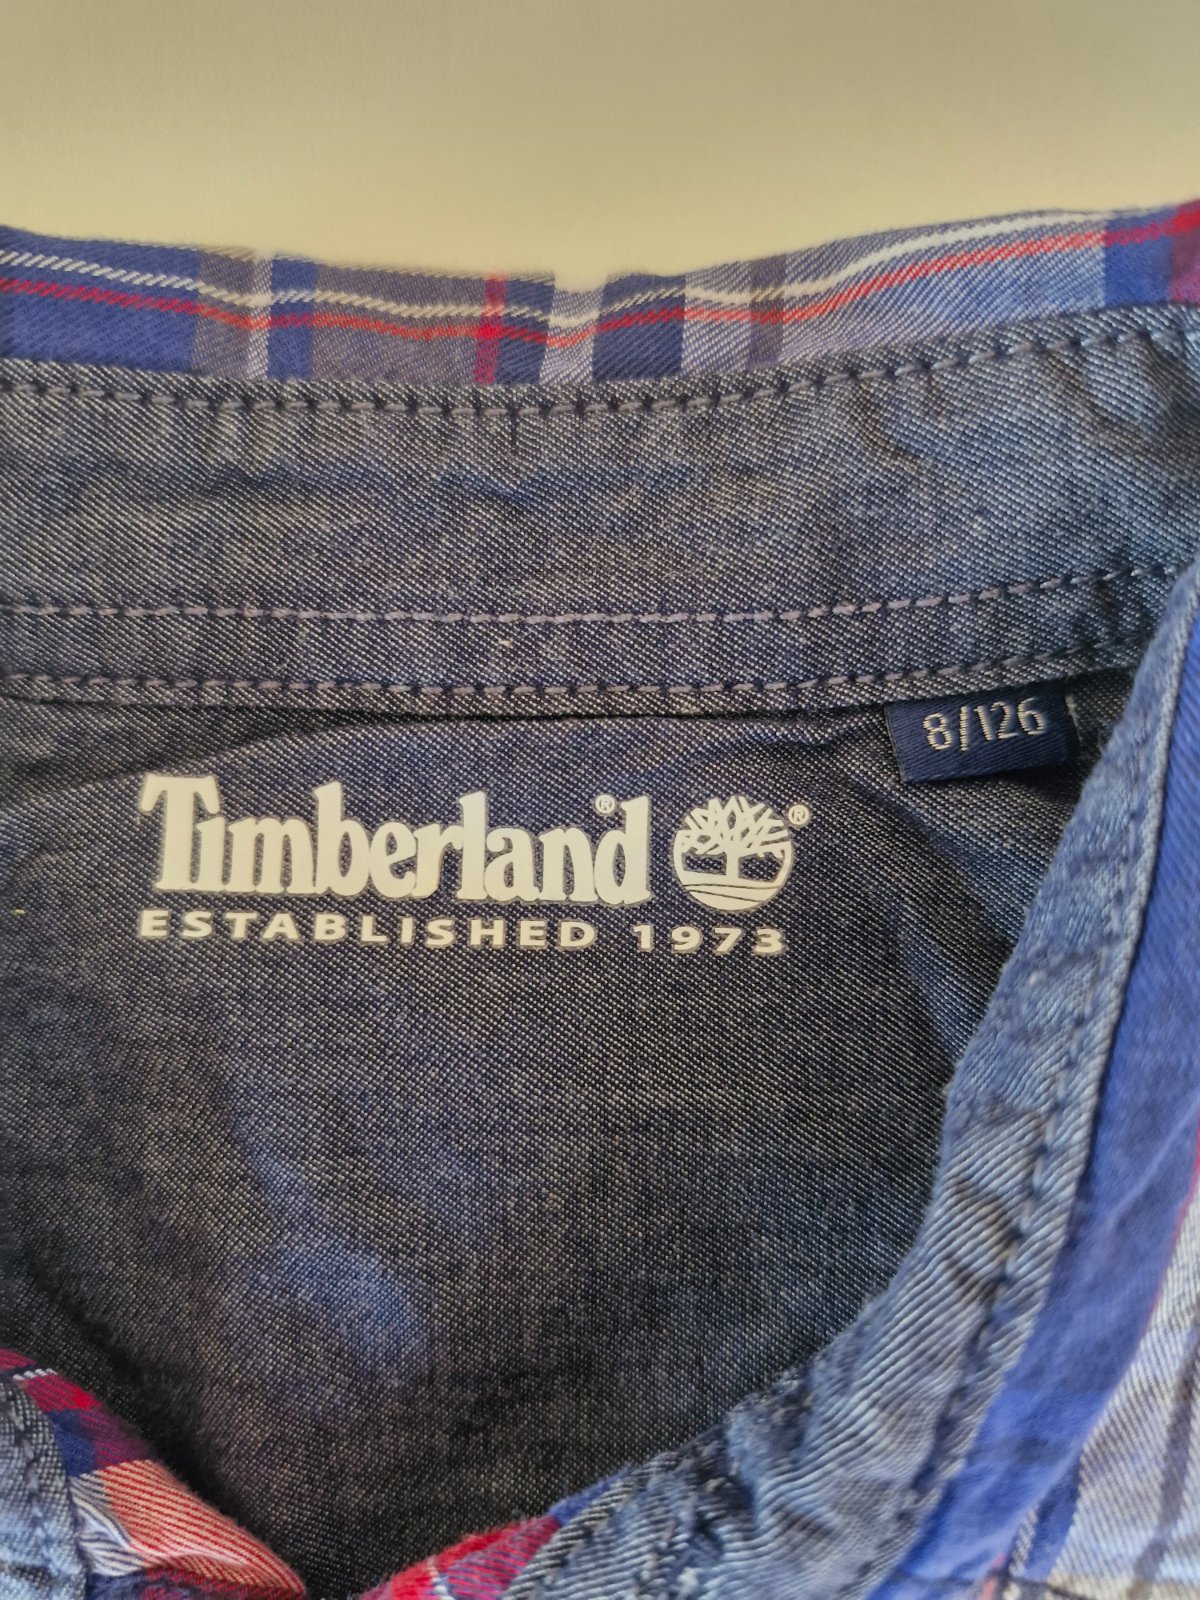 8/126
Timberland®®
ESTABLISHED 1973